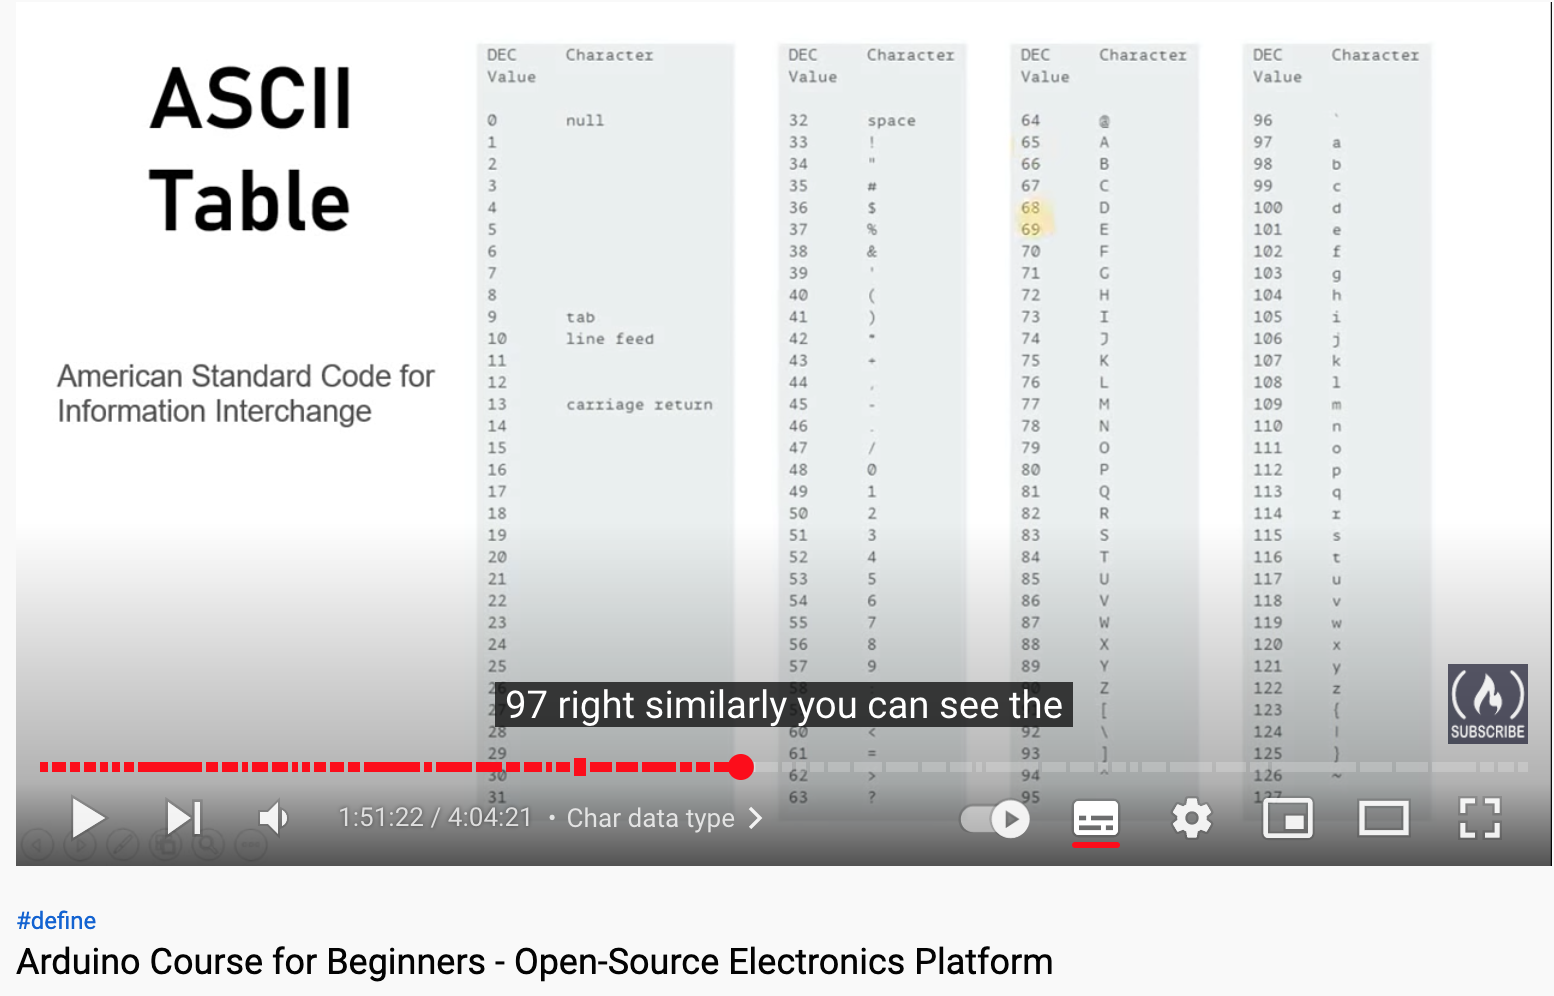 ASCII
Table
American Standard Code for
Information Interchange
DEC Character
Value
0 null
1
2
3
4
5
6
7
8
9 tab
10 line feed
11
12
13 carriage return
14
15
16
17
18
19
20
21
22
23
24
25
26
27
28
29
30
31
DEC Character
Value
32 space
33 !
34 "
35 #
36 $
37 %
38 &
39 '
40 (
41 )
42 *
43 +
44 ,
45 -
46 .
47 /
48 0
49 1
50 2
51 3
52 4
53 5
54 6
55 7
56 8
57 9
58
60 <
61 =
62 >
63 ?
DEC Character
Value
64 @
65 A
66 B
67 C
68 D
69 E
70 F
71 G
72 H
73 I
74 J
75 K
76 L
77 M
78 N
79 O
80 P
81 Q
82 R
83 S
84 T
85 U
86 V
87 W
88 X
89 Y
90 Z
[
92 \
93 ]
94 ^
95
DEC Character
Value
96 `
97 a
98 b
99 c
100 d
101 e
102 f
103 g
104 h
105 i
106 j
107 k
108 l
109 m
110 n
111 o
112 p
113 q
114 r
115 s
116 t
117 u
118 v
119 w
120 x
121 y
122 z
123 {
124 |
125 }
126 ~
127
97 right similarly you can see the
SUBSCRIBE
1:51:22 / 4:04:21 • Char data type
#define
Arduino Course for Beginners - Open-Source Electronics Platform